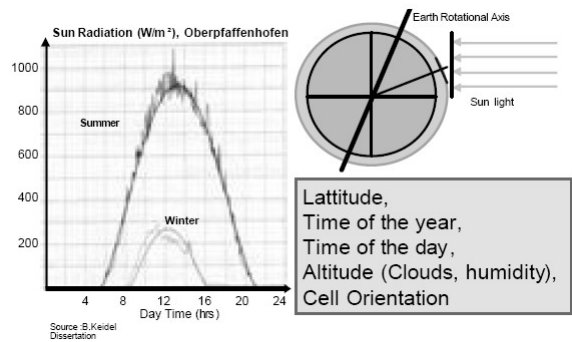 Sun Radiation (W/m²), Oberpfaffenhofen
1000
800
600
400
200
Summer
Winter
4 8 12 16 20 24
Day Time (hrs)
Source :B.Keidel
Dissertation
Earth Rotational Axis
Sun light
Lattitude,
Time of the year,
Time of the day,
Altitude (Clouds, humidity),
Cell Orientation